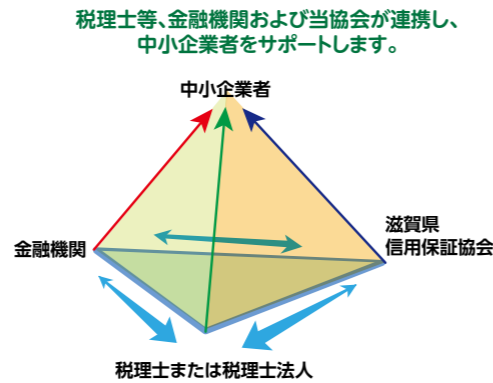 税理士等、金融機関および当協会が連携し、
中小企業者をサポートします。
中小企業者
金融機関
滋賀県
信用保証協会
税理士または税理士法人